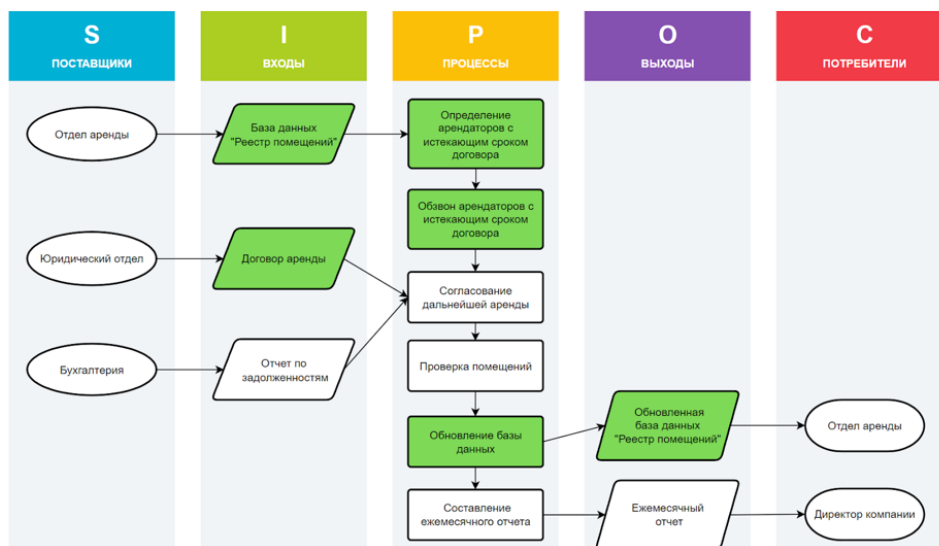 S
ПОСТАВЩИКИ
I
ВХОДЫ
P
ПРОЦЕССЫ
O
ВЫХОДЫ
C
ПОТРЕБИТЕЛИ
Отдел аренды
База данных
"Реестр помещений"
Определение
арендаторов с
истекающим сроком
договора
Обзвон арендаторов с
истекающим сроком
договора
Юридический отдел
Договор аренды
Согласование
дальнейшей аренды
Бухгалтерия
Отчет по
задолженностям
Проверка помещений
Обновление базы
данных
Обновленная
база данных
"Реестр помещений"
Отдел аренды
Составление
ежемесячного отчета
Ежемесячный
отчет
Директор компании